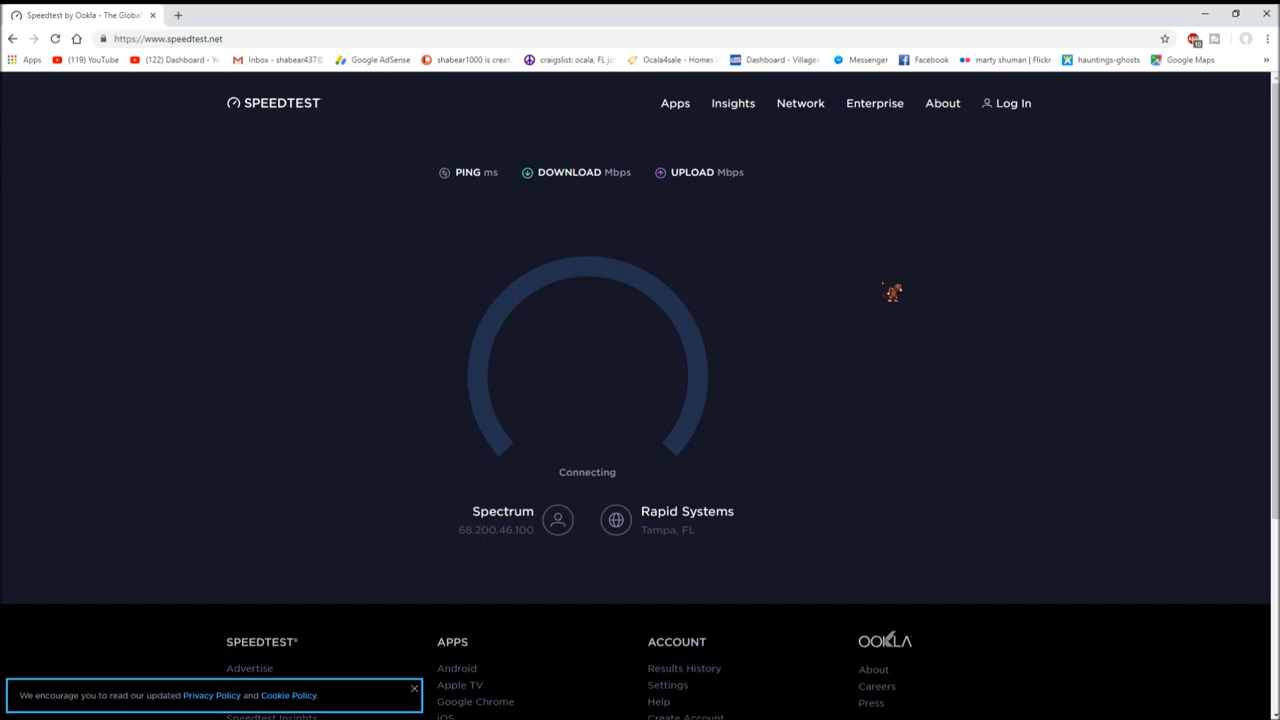 Speedtest by Ookla - The Global
https://www.speedtest.net
Apps (119) YouTube (122) Dashboard - Yo Inbox - shabear437© Google AdSense shabear1000 is creat craigslist: ocala, FL jo Ocala4sale - Homes Dashboard - Villages Messenger Facebook marty shuman | Flickr hauntings-ghosts Google Maps »
SPEEDTEST Apps Insights Network Enterprise About Log In
PING ms DOWNLOAD Mbps UPLOAD Mbps
Connecting
Spectrum Rapid Systems
68.200.46.100 Tampa, FL
SPEEDTEST® APPS ACCOUNT OOKLA
Advertise Android Results History About
Apple TV Settings Careers
We encourage you to read our updated Privacy Policy and Cookie Policy.
Google Chrome Help Press
Speedtest Insights iOS Create Account